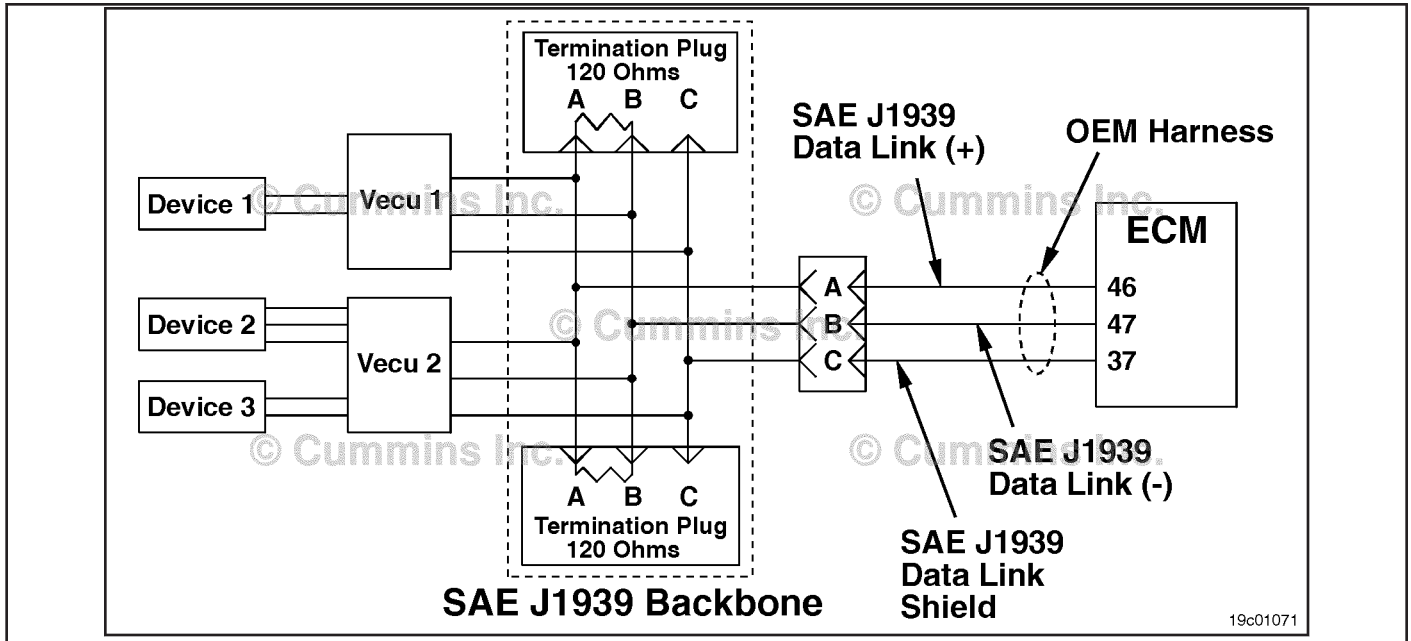 Termination Plug
120 Ohms
A B C
SAE J1939
Data Link (+)
OEM Harness
Device 1
Vecu 1
© Cummins Inc.
© Cummins Inc.
ECM
A
46
Device 2
© Cummins Inc.
B
47
Vecu 2
C
37
Device 3
© Cummins Inc.
© Cummins Inc.
SAE J1939
Data Link (-)
A B C
Termination Plug
120 Ohms
SAE J1939
Data Link
Shield
SAE J1939 Backbone
19c01071